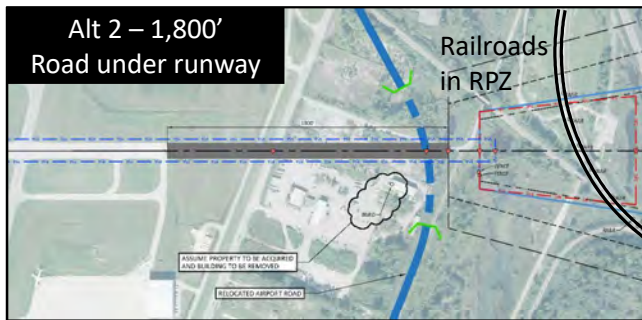 Alt 2 – 1,800’
Road under runway
Railroads
in RPZ
ASSUME PROPERTY TO BE ACQUIRED
AND BUILDING TO BE REMOVED
RELOCATED AIRPORT ROAD